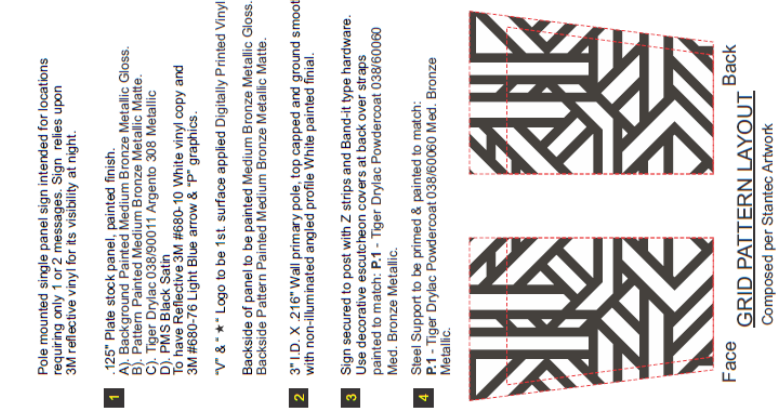 Pole mounted single panel sign intended for locations
requiring only 1 or 2 messages. Sign relies upon
3M reflective vinyl for its visibility at night.
1 .125" Plate stock panel, painted finish.
A). Background Painted Medium Bronze Metallic Gloss.
B). Pattern Painted Medium Bronze Metallic Matte.
C). Tiger Drylac 038/90011 Argento 308 Metallic
D). PMS Black Satin
To have Reflective 3M #680-10 White vinyl copy and
3M #680-76 Light Blue arrow & "P" graphics.
"V" & "★" Logo to be 1st. surface applied Digitally Printed Vinyl
Backside of panel to be painted Medium Bronze Metallic Gloss.
Backside Pattern Painted Medium Bronze Metallic Matte.
2 3" I.D. X .216" Wall primary pole, top capped and ground smoot
with non-illuminated angled profile White painted finial.
3 Sign secured to post with Z strips and Band-It type hardware.
Use decorative escutcheon covers at back over straps
painted to match: P.1 - Tiger Drylac Powdercoat 038/60060
Med. Bronze Metallic.
4 Steel Support to be primed & painted to match:
P.1 - Tiger Drylac Powdercoat 038/60060 Med. Bronze
Metallic.
Face
Back
GRID PATTERN LAYOUT
Composed per Stantec Artwork